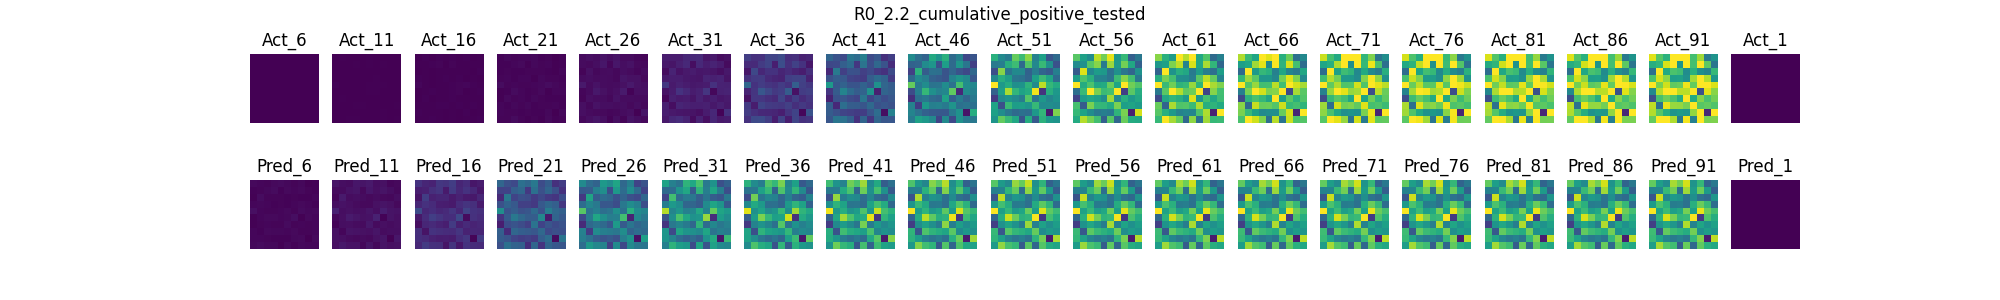 R0_2.2_cumulative_positive_tested
Act_6 Act_11 Act_16 Act_21 Act_26 Act_31 Act_36 Act_41 Act_46 Act_51 Act_56 Act_61 Act_66 Act_71 Act_76 Act_81 Act_86 Act_91 Act_1
Pred_6 Pred_11 Pred_16 Pred_21 Pred_26 Pred_31 Pred_36 Pred_41 Pred_46 Pred_51 Pred_56 Pred_61 Pred_66 Pred_71 Pred_76 Pred_81 Pred_86 Pred_91 Pred_1